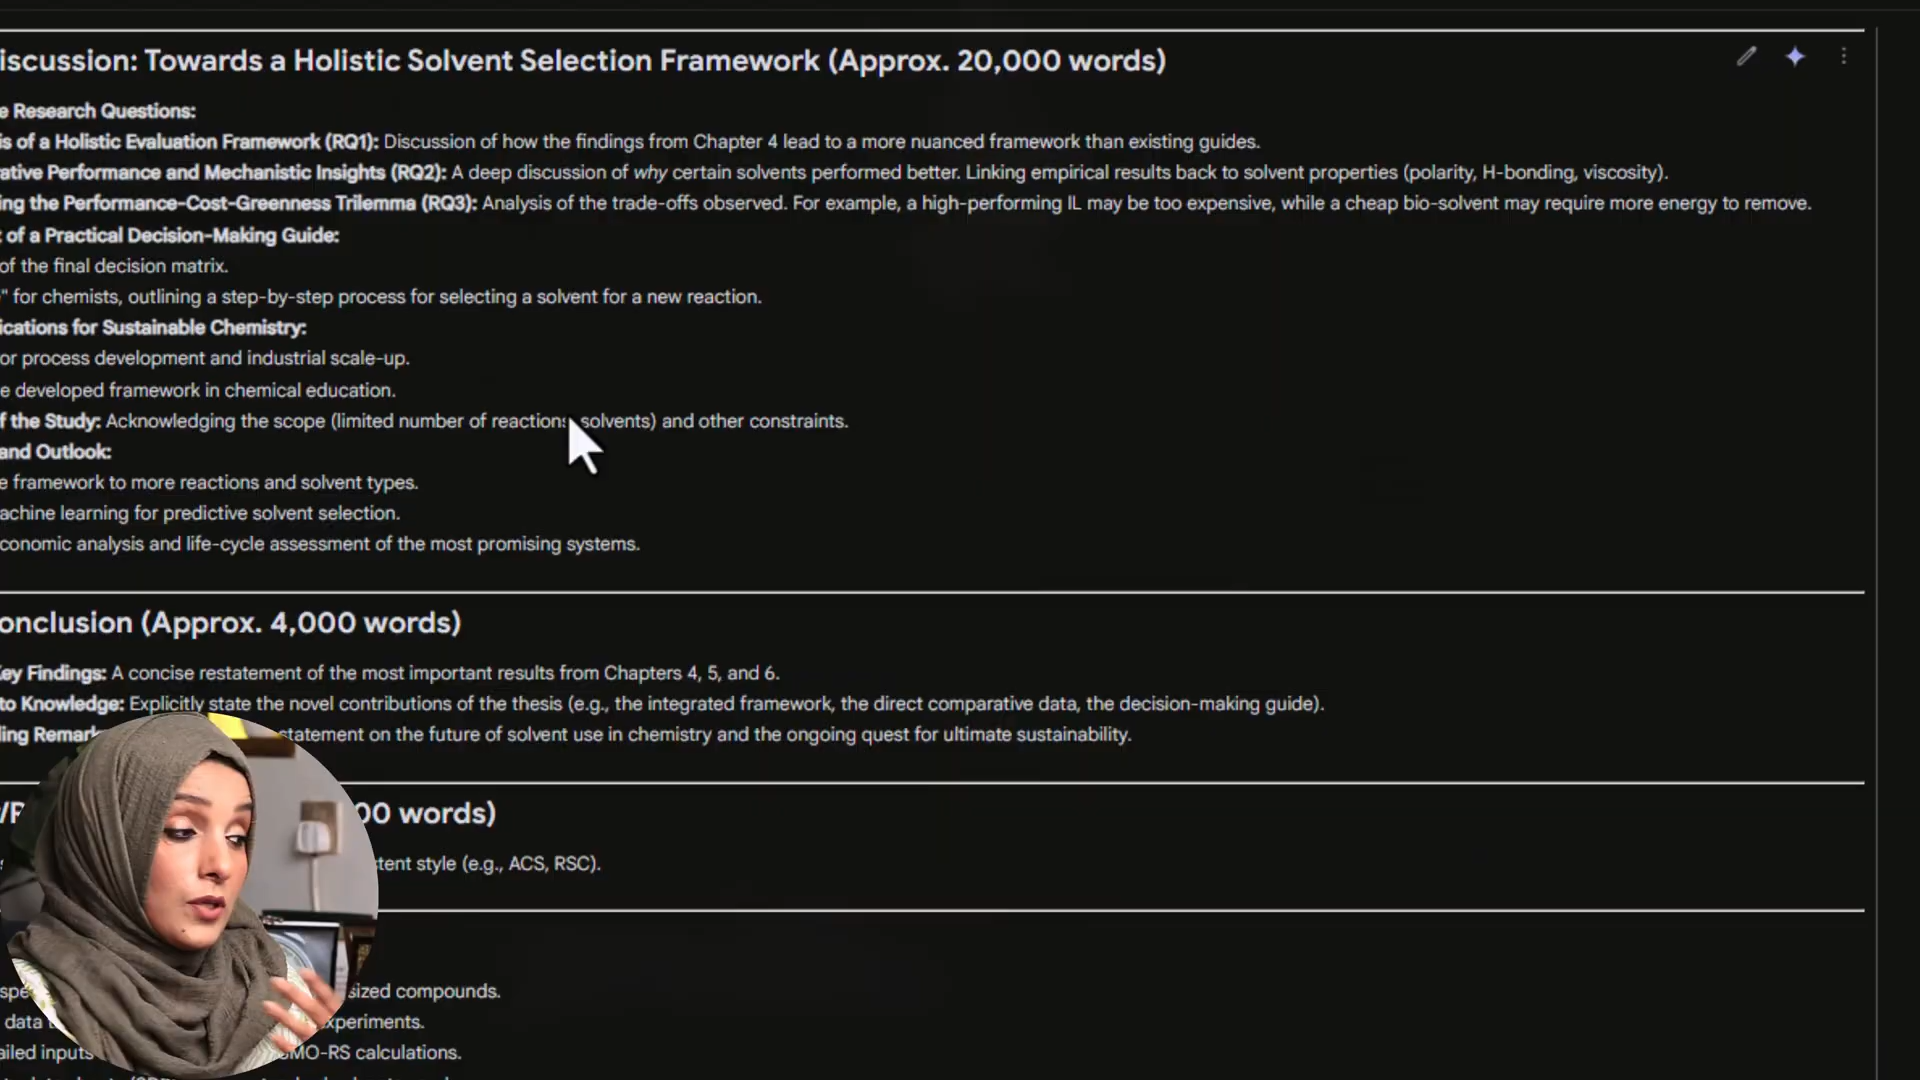 iscussion: Towards a Holistic Solvent Selection Framework (Approx. 20,000 words)
e Research Questions:
is of a Holistic Evaluation Framework (RQ1): Discussion of how the findings from Chapter 4 lead to a more nuanced framework than existing guides.
ative Performance and Mechanistic Insights (RQ2): A deep discussion of why certain solvents performed better. Linking empirical results back to solvent properties (polarity, H-bonding, viscosity).
ing the Performance-Cost-Greenness Trilemma (RQ3): Analysis of the trade-offs observed. For example, a high-performing IL may be too expensive, while a cheap bio-solvent may require more energy to remove.
of a Practical Decision-Making Guide:
of the final decision matrix.
" for chemists, outlining a step-by-step process for selecting a solvent for a new reaction.
ications for Sustainable Chemistry:
or process development and industrial scale-up.
e developed framework in chemical education.
f the Study: Acknowledging the scope (limited number of reactions, solvents) and other constraints.
and Outlook:
e framework to more reactions and solvent types.
achine learning for predictive solvent selection.
conomic analysis and life-cycle assessment of the most promising systems.
onclusion (Approx. 4,000 words)
Key Findings: A concise restatement of the most important results from Chapters 4, 5, and 6.
to Knowledge: Explicitly state the novel contributions of the thesis (e.g., the integrated framework, the direct comparative data, the decision-making guide).
ling Remark statement on the future of solvent use in chemistry and the ongoing quest for ultimate sustainability.
00 words)
tent style (e.g., ACS, RSC).
spe sized compounds.
data xperiments.
ailed inputs MO-RS calculations.